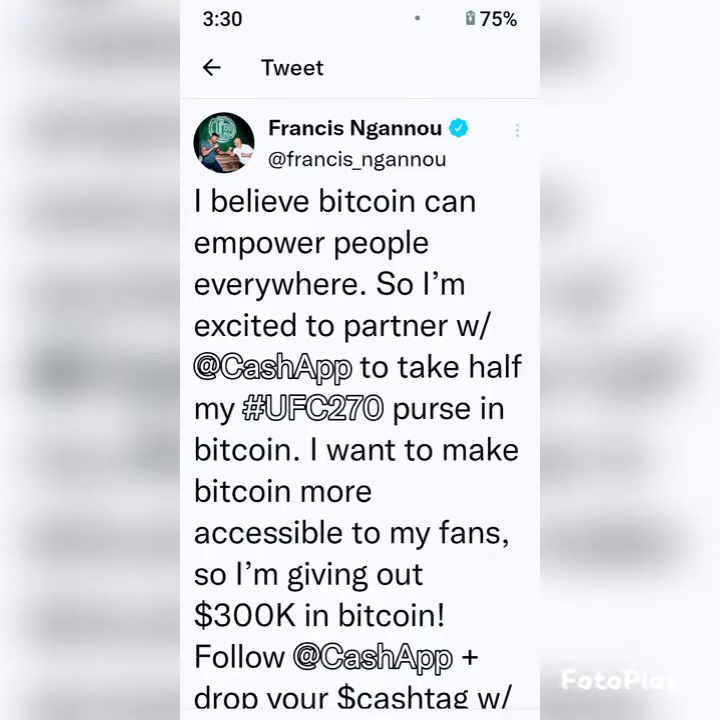 3:30 75%
Tweet
Francis Ngannou
@francis_ngannou
I believe bitcoin can
empower people
everywhere. So I'm
excited to partner w/
@CashApp to take half
my #UFC270 purse in
bitcoin. I want to make
bitcoin more
accessible to my fans,
so I'm giving out
$300K in bitcoin!
Follow @CashApp +
drop your $cashtag w/